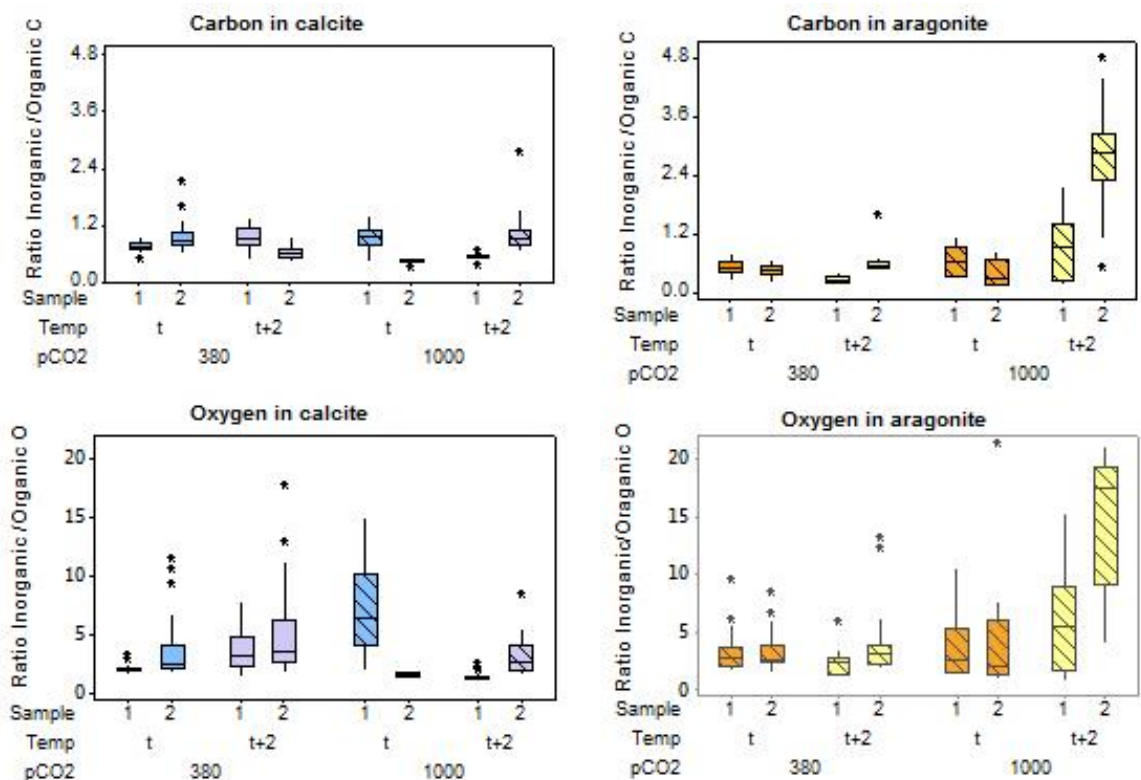 Carbon in calcite
Ratio Inorganic/Organic C
4.8
3.6
2.4
1.2
0.0
Sample 1 2 1 2 1 2 1 2
Temp t t+2 t t+2
pCO2 380 1000
Carbon in aragonite
Ratio Inorganic/Organic C
4.8
3.6
2.4
1.2
0.0
Sample 1 2 1 2 1 2 1 2
Temp t t+2 t t+2
pCO2 380 1000
Oxygen in calcite
Ratio Inorganic/Organic O
20
15
10
5
0
Sample 1 2 1 2 1 2 1 2
Temp t t+2 t t+2
pCO2 380 1000
Oxygen in aragonite
Ratio Inorganic/Oraganic O
20
15
10
5
0
Sample 1 2 1 2 1 2 1 2
Temp t t+2 t t+2
pCO2 380 1000